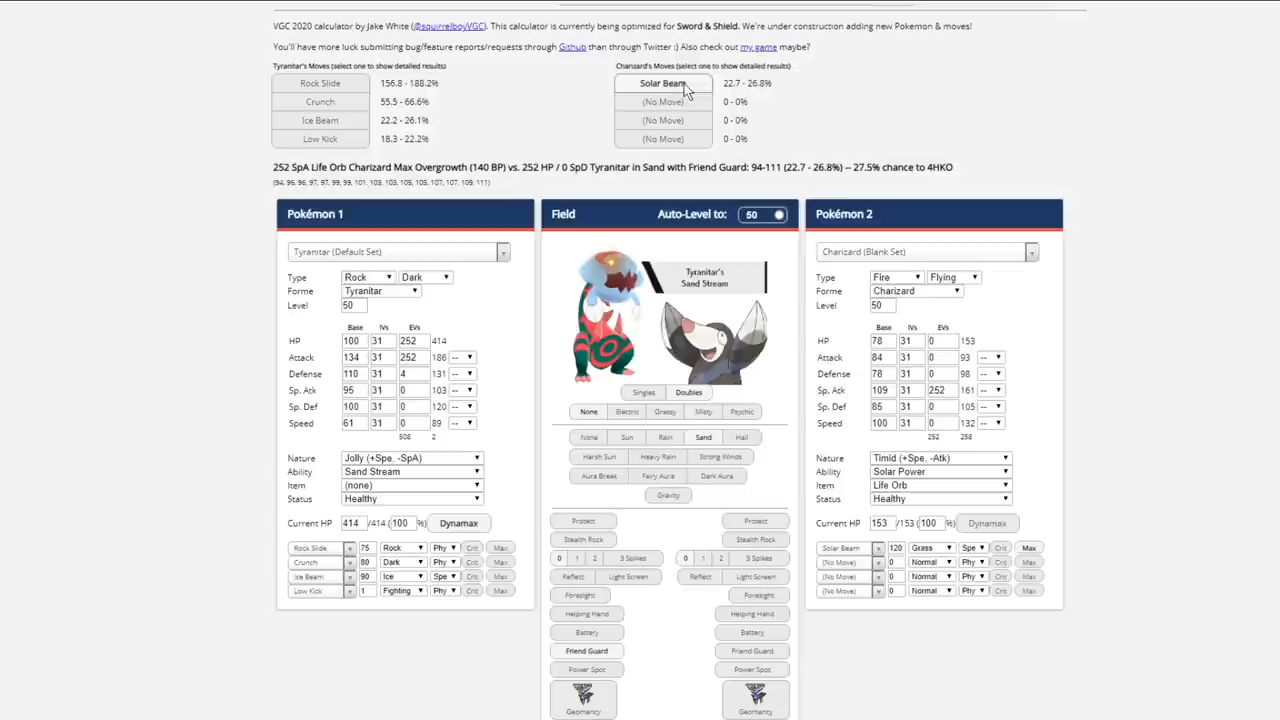 VGC 2020 calculator by Jake White (@squirrelboyVGC). This calculator is currently being optimized for Sword & Shield. We're under construction adding new Pokemon & moves!
You'll have more luck submitting bug/feature reports/requests through Github than through Twitter :) Also check out my game maybe?
Tyranitar's Moves (select one to show detailed results)
Rock Slide 156.8 - 188.2%
Crunch 55.5 - 66.6%
Ice Beam 22.2 - 26.1%
Low Kick 18.3 - 22.2%
Charizard's Moves (select one to show detailed results)
Solar Beam 22.7 - 26.8%
(No Move) 0 - 0%
(No Move) 0 - 0%
(No Move) 0 - 0%
252 SpA Life Orb Charizard Max Overgrowth (140 BP) vs. 252 HP / 0 SpD Tyranitar in Sand with Friend Guard: 94-111 (22.7 - 26.8%) -- 27.5% chance to 4HKO
(94, 96, 96, 97, 97, 99, 99, 101, 103, 103, 105, 105, 107, 107, 109, 111)
Pokémon 1
Tyranitar (Default Set)
Type Rock Dark
Forme Tyranitar
Level 50
Base IVs EVs
HP 100 31 252 414
Attack 134 31 252 186 --
Defense 110 31 4 131 --
Sp. Atk 95 31 0 103 --
Sp. Def 100 31 0 120 --
Speed 61 31 0 89 --
508 2
Nature Jolly (+Spe, -SpA)
Ability Sand Stream
Item (none)
Status Healthy
Current HP 414 /414 (100 %) Dynamax
Rock Slide 75 Rock Phy Crit Max
Crunch 80 Dark Phy Crit Max
Ice Beam 90 Ice Spe Crit Max
Low Kick 1 Fighting Phy Crit Max
Field Auto-Level to: 50
Tyranitar's
Sand Stream
Singles Doubles
None Electric Grassy Misty Psychic
None Sun Rain Sand Hail
Harsh Sun Heavy Rain Strong Winds
Aura Break Fairy Aura Dark Aura
Gravity
Protect Protect
Stealth Rock Stealth Rock
0 1 2 3 Spikes 0 1 2 3 Spikes
Reflect Light Screen Reflect Light Screen
Foresight Foresight
Helping Hand Helping Hand
Battery Battery
Friend Guard Friend Guard
Power Spot Power Spot
Geomancy Geomancy
Pokémon 2
Charizard (Blank Set)
Type Fire Flying
Forme Charizard
Level 50
Base IVs EVs
HP 78 31 0 153
Attack 84 31 0 93 --
Defense 78 31 0 98 --
Sp. Atk 109 31 252 161 --
Sp. Def 85 31 0 105 --
Speed 100 31 0 132 --
252 258
Nature Timid (+Spe, -Atk)
Ability Solar Power
Item Life Orb
Status Healthy
Current HP 153 /153 (100 %) Dynamax
Solar Beam 120 Grass Spe Crit Max
(No Move) 0 Normal Phy Crit Max
(No Move) 0 Normal Phy Crit Max
(No Move) 0 Normal Phy Crit Max